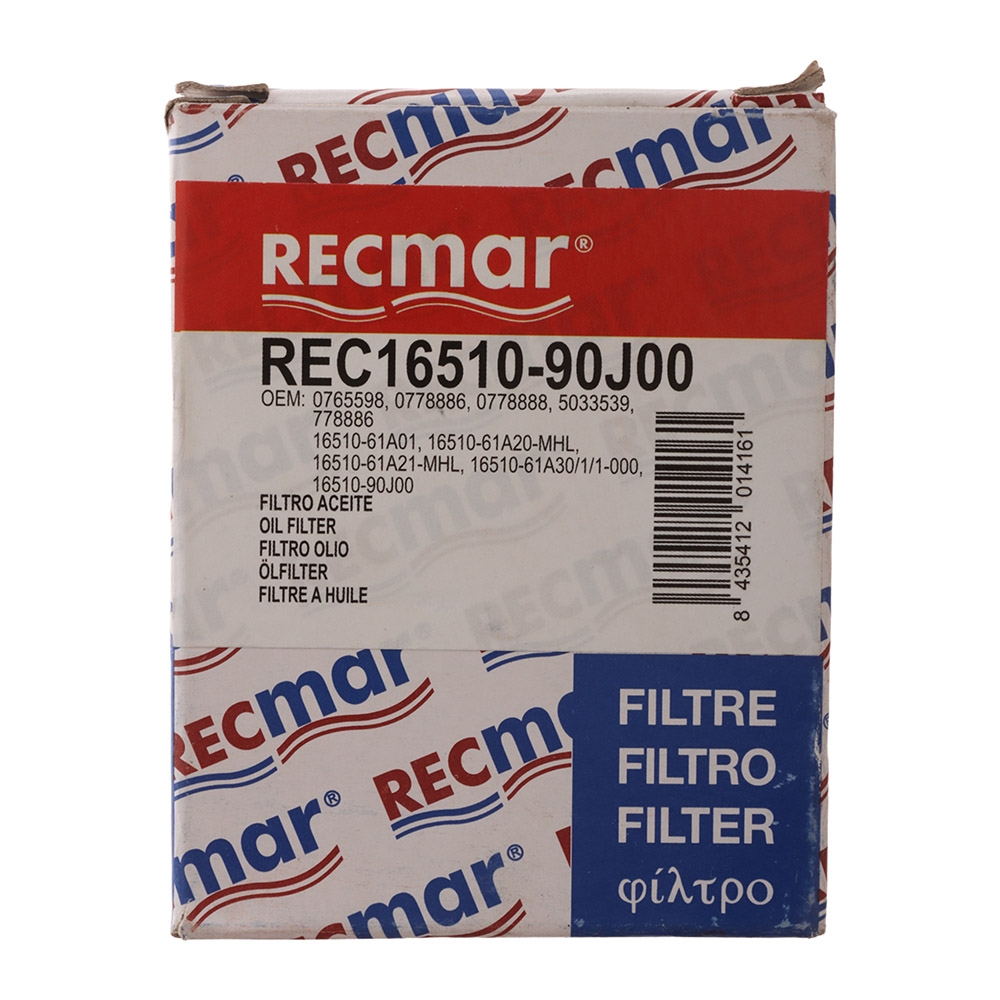 RECmar
RECmar
RECmar®
REC16510-90J00
OEM: 0765598, 0778886, 0778888, 5033539,
778886
16510-61A01, 16510-61A20-MHL,
16510-61A21-MHL, 16510-61A30/1/1-000,
16510-90J00
FILTRO ACEITE
OIL FILTER
FILTRO OLIO
ÖLFILTER
FILTRE A HUILE
8 435412 014161
RECmar
RECm
FILTRE
FILTRO
FILTER
φίλτρο
mar®
mar®